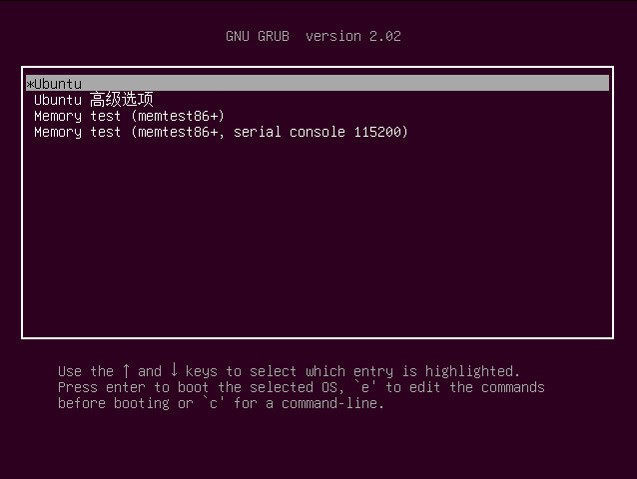 GNU GRUB  version 2.02
*Ubuntu
Ubuntu 高级选项
Memory test (memtest86+)
Memory test (memtest86+, serial console 115200)
Use the ↑ and ↓ keys to select which entry is highlighted.
Press enter to boot the selected OS, `e' to edit the commands
before booting or `c' for a command-line.